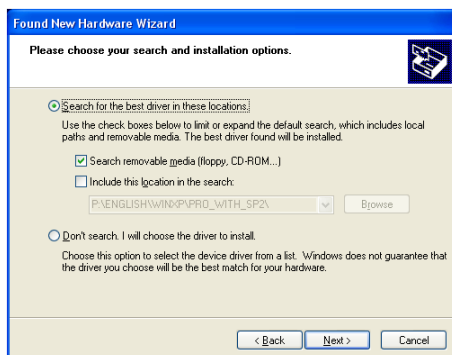 Found New Hardware Wizard
Please choose your search and installation options.
Search for the best driver in these locations.
Use the check boxes below to limit or expand the default search, which includes local
paths and removable media. The best driver found will be installed.
Search removable media (floppy, CD-ROM...)
Include this location in the search:
P:\ENGLISH\WINXP\PRO_WITH_SP2\
Browse
Don't search. I will choose the driver to install.
Choose this option to select the device driver from a list. Windows does not guarantee that
the driver you choose will be the best match for your hardware.
< Back
Next >
Cancel